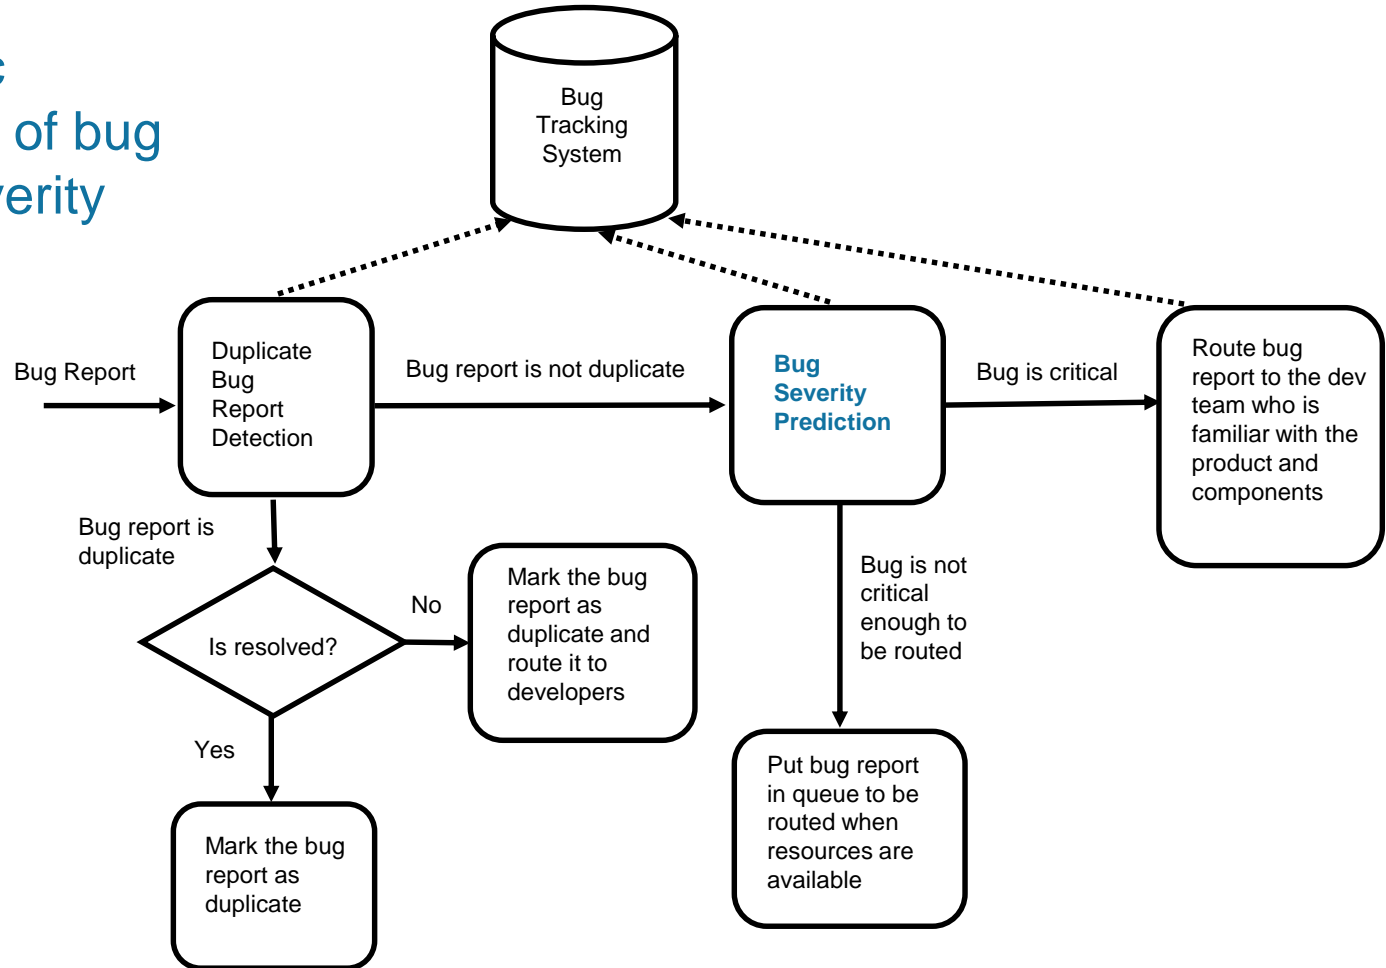 c
of bug
verity
Bug
Tracking
System
Bug Report
Duplicate
Bug
Report
Detection
Bug report is not duplicate
Bug
Severity
Prediction
Bug is critical
Route bug
report to the dev
team who is
familiar with the
product and
components
Bug report is
duplicate
Is resolved?
No
Mark the bug
report as
duplicate and
route it to
developers
Bug is not
critical
enough to
be routed
Yes
Mark the bug
report as
duplicate
Put bug report
in queue to be
routed when
resources are
available